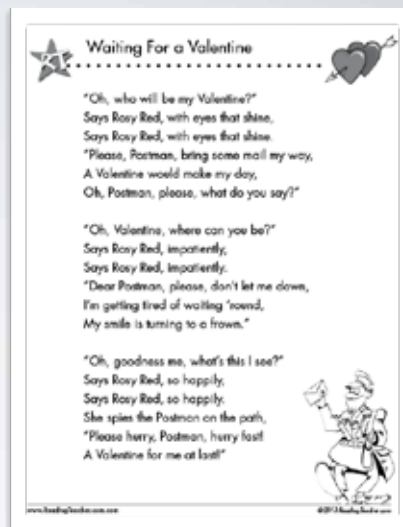 K-1
Waiting For a Valentine
"Oh, who will be my Valentine?"
Says Rosy Red, with eyes that shine,
Says Rosy Red, with eyes that shine.
"Please, Postman, bring some mail my way,
A Valentine would make my day,
Oh, Postman, please, what do you say?"
"Oh, Valentine, where can you be?"
Says Rosy Red, impatiently,
Says Rosy Red, impatiently.
"Dear Postman, please, don't let me down,
I'm getting tired of waiting 'round,
My smile is turning to a frown."
"Oh, goodness me, what's this I see?"
Says Rosy Red, so happily,
Says Rosy Red, so happily.
She spies the Postman on the path,
"Please hurry, Postman, hurry fast!
A Valentine for me at last!"